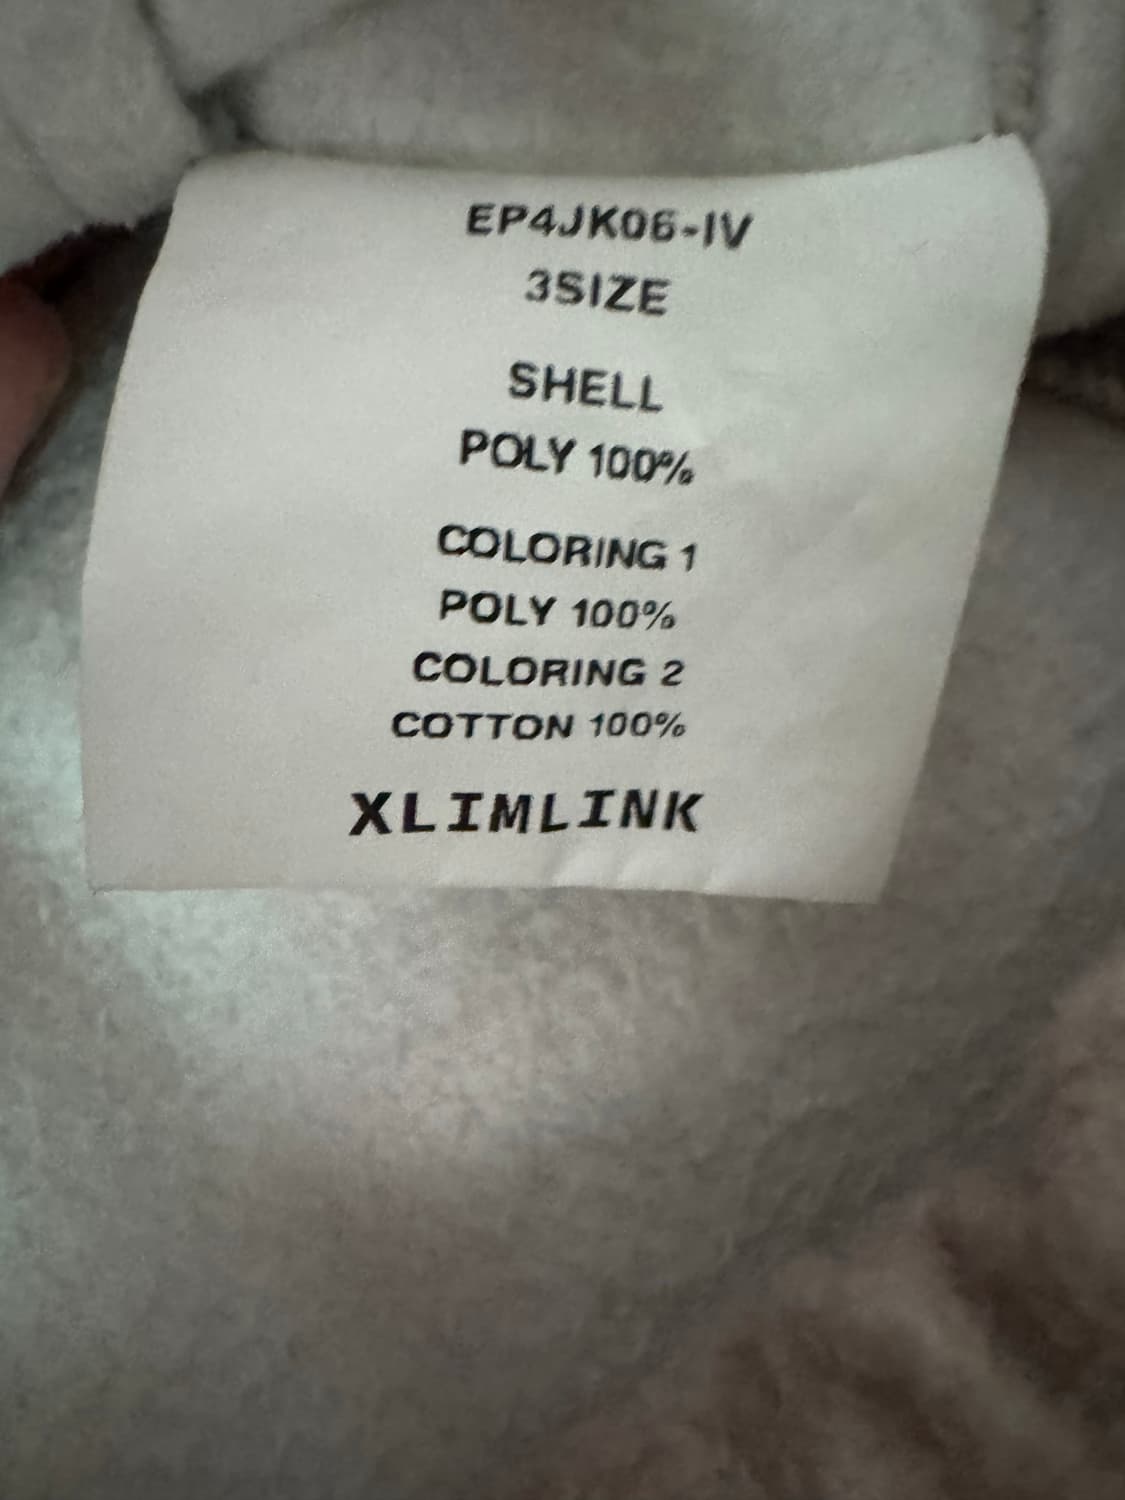 EP4JK06-IV
3SIZE
SHELL
POLY 100%
COLORING 1
POLY 100%
COLORING 2
COTTON 100%
XLIMLINK